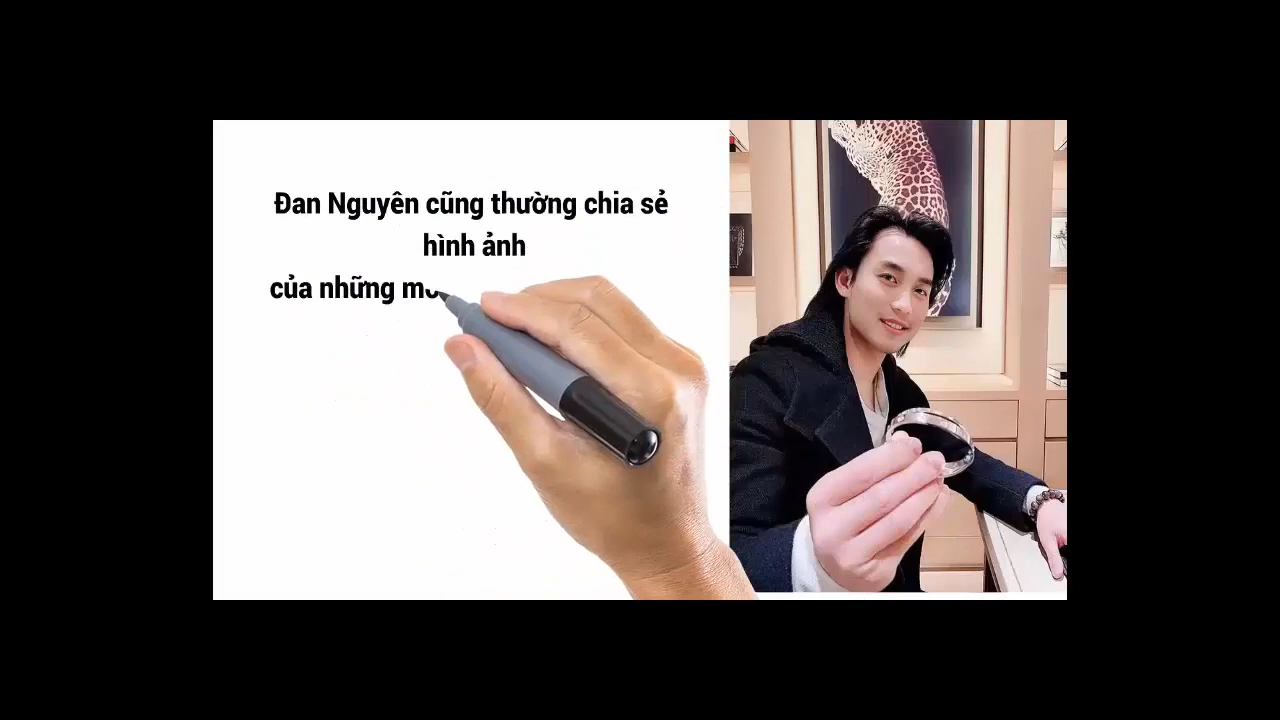 Đan Nguyên cũng thường chia sẻ
hình ảnh
của những